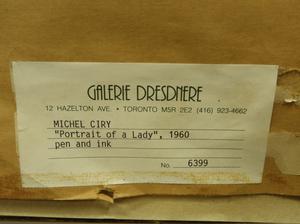 GALERIE DRESDNERE
12 HAZELTON AVE. • TORONTO M5R 2E2 (416) 923-4662
MICHEL CIRY
"Portrait of a Lady", 1960
pen and ink
No. 6399